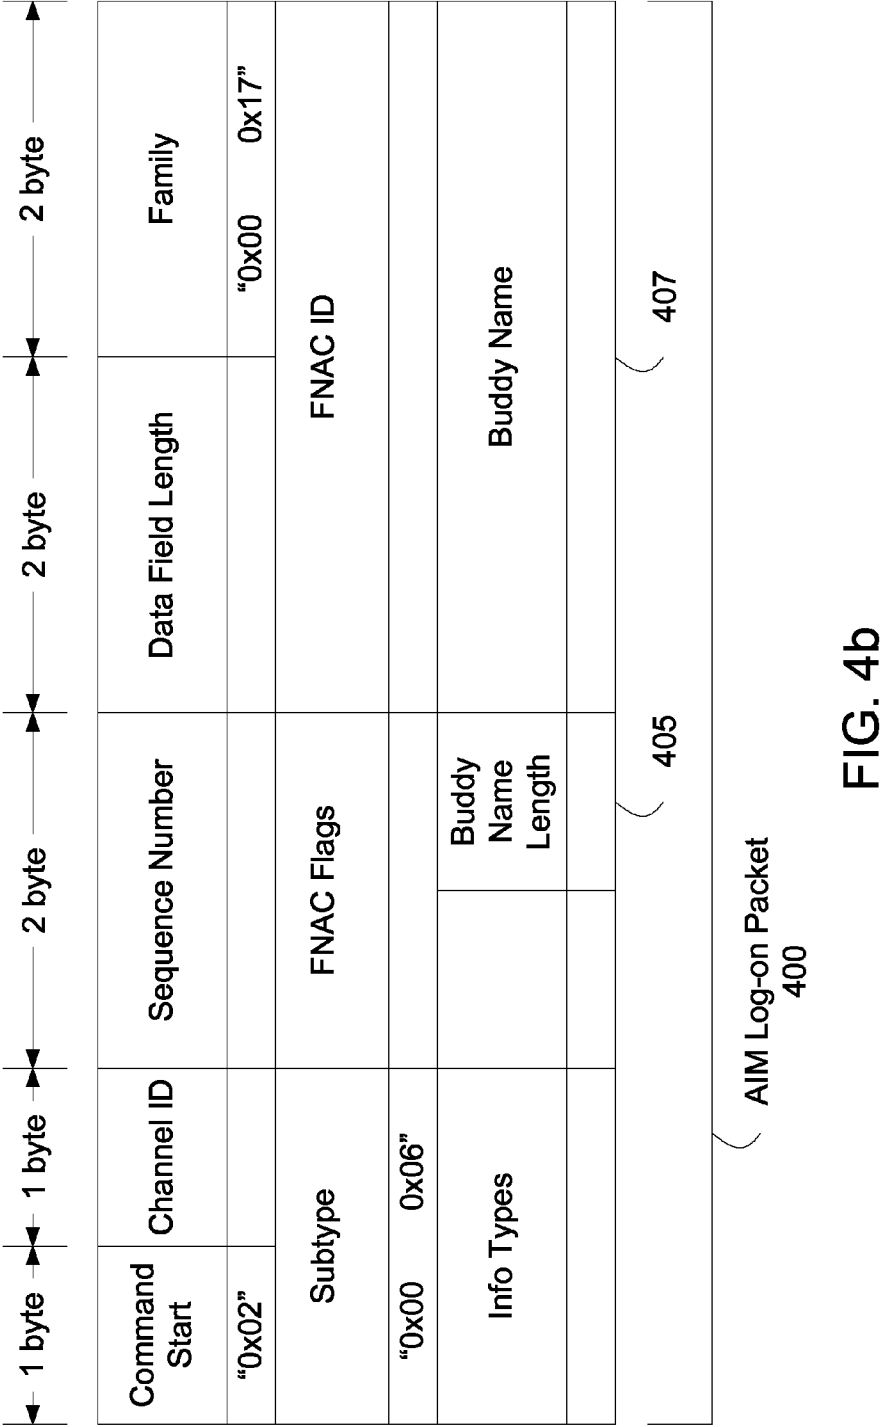 1 byte
1 byte
2 byte
2 byte
2 byte
Command
Start
Channel ID
Sequence Number
Data Field Length
Family
“0x02”
“0x00 0x17”
Subtype
FNAC Flags
FNAC ID
“0x00 0x06”
Info Types
Buddy
Name
Length
Buddy Name
405
407
AIM Log-on Packet
400
FIG. 4b